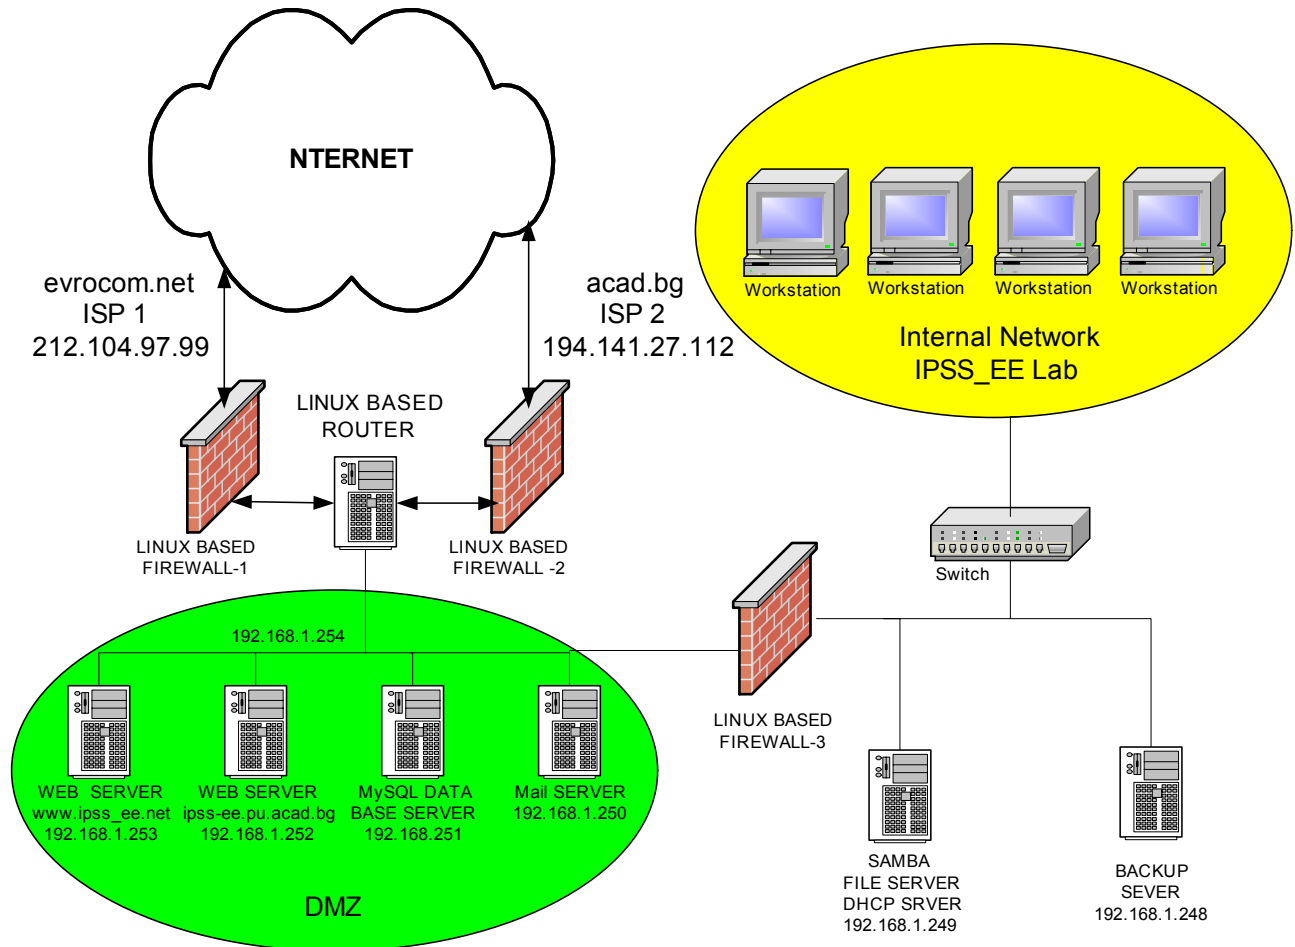 NTERNET
evrocom.net
ISP 1
212.104.97.99
acad.bg
ISP 2
194.141.27.112
Workstation
Workstation
Workstation
Workstation
Internal Network
IPSS_EE Lab
LINUX BASED
ROUTER
LINUX BASED
FIREWALL-1
LINUX BASED
FIREWALL -2
Switch
192.168.1.254
LINUX BASED
FIREWALL-3
WEB SERVER
www.ipss_ee.net
192.168.1.253
WEB SERVER
ipss-ee.pu.acad.bg
192.168.1.252
MySQL DATA
BASE SERVER
192.168.251
Mail SERVER
192.168.1.250
DMZ
SAMBA
FILE SERVER
DHCP SRVER
192.168.1.249
BACKUP
SEVER
192.168.1.248